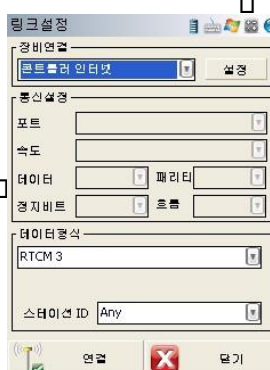 링크설정
장비연결
콘트롤러 인터넷 설정
통신설정
포트
속도
데이터 패리티
정지비트 흐름
데이터형식
RTCM 3
스테이션 ID Any
연결 닫기